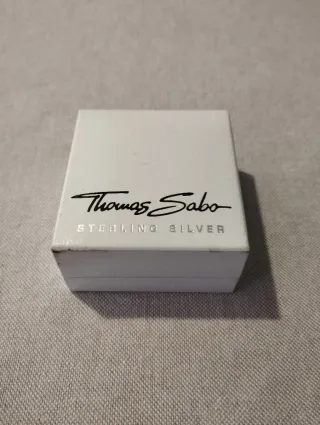 Thomas Sabo
STERLING SILVER